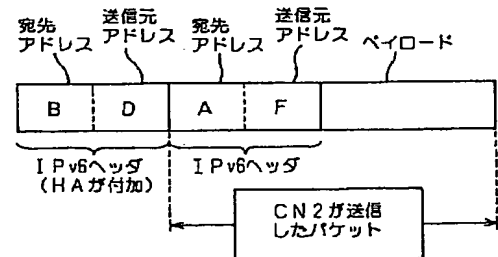 宛先
アドレス
送信元
アドレス
宛先
アドレス
送信元
アドレス
ペイロード
B
D
A
F
IPv6ヘッダ
(HAが付加)
IPv6ヘッダ
CN2が送信
したパケット